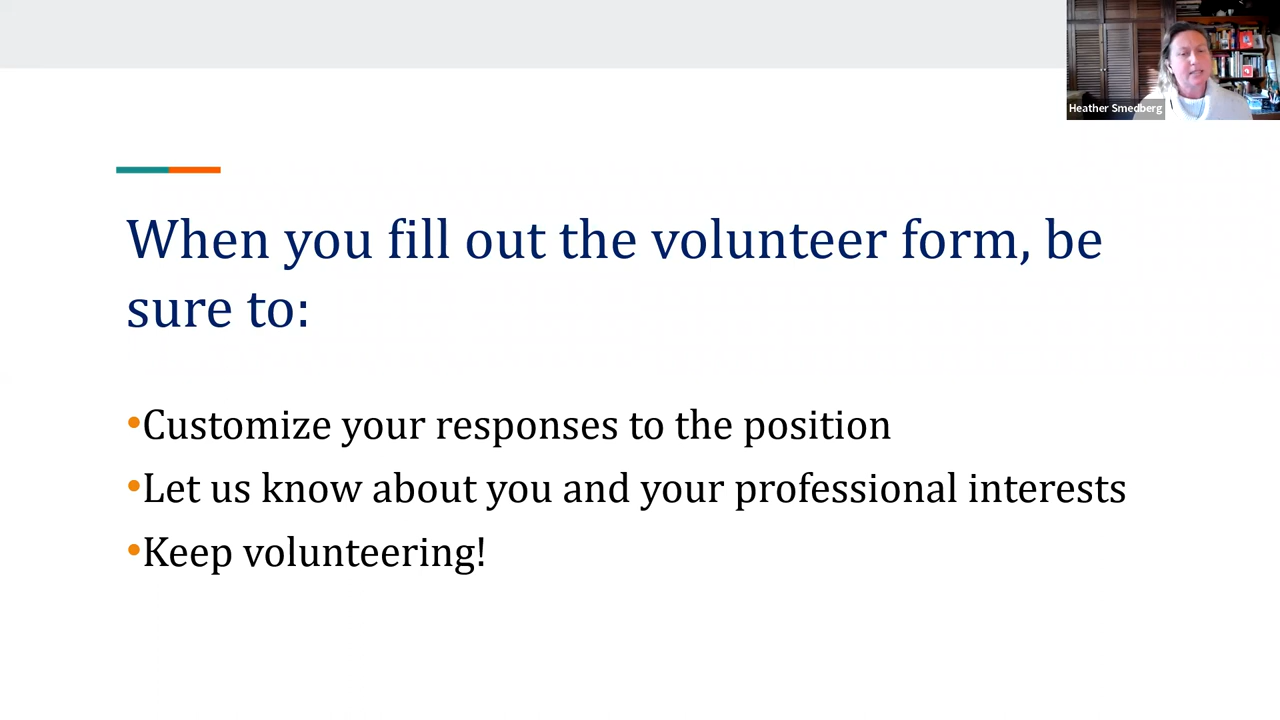 Heather Smedberg
When you fill out the volunteer form, be
sure to:
•Customize your responses to the position
•Let us know about you and your professional interests
•Keep volunteering!